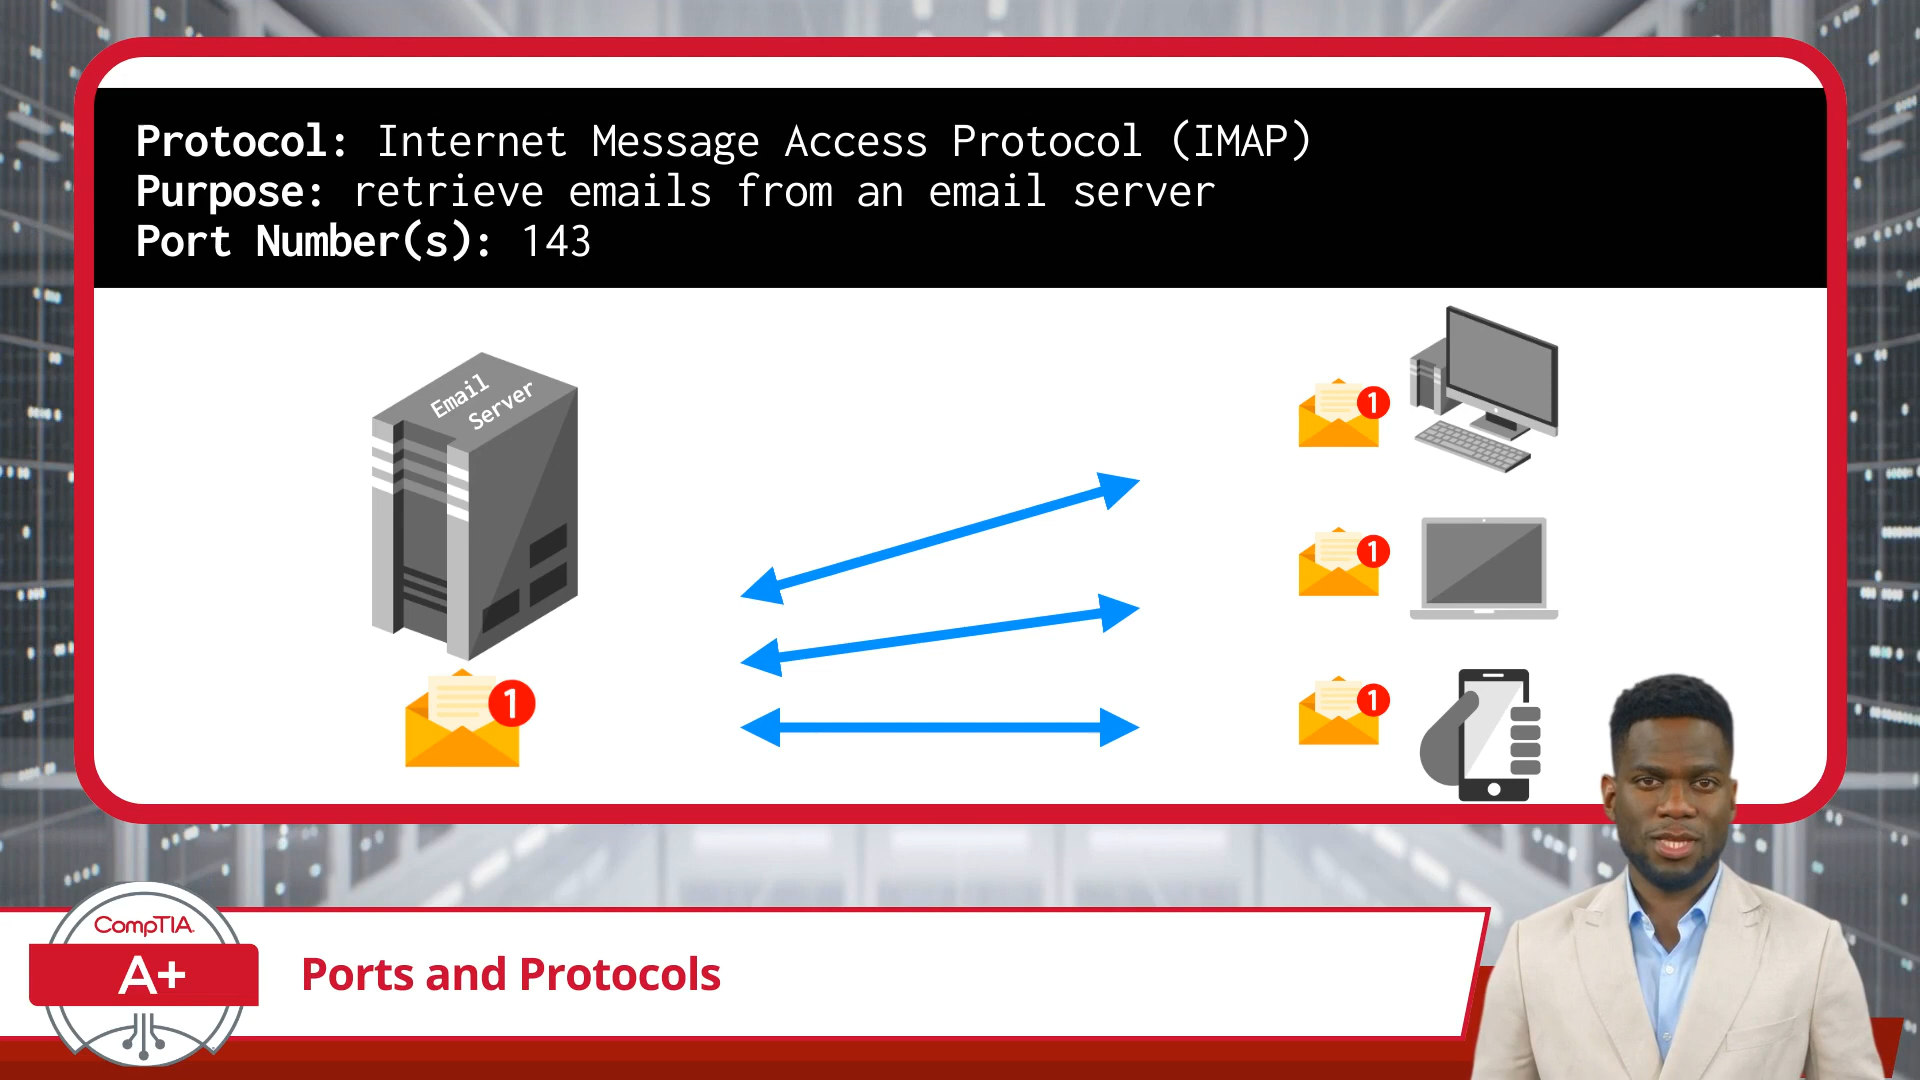 Protocol: Internet Message Access Protocol (IMAP)
Purpose: retrieve emails from an email server
Port Number(s): 143
Email
Server
1
1
1
1
CompTIA.
A+
Ports and Protocols